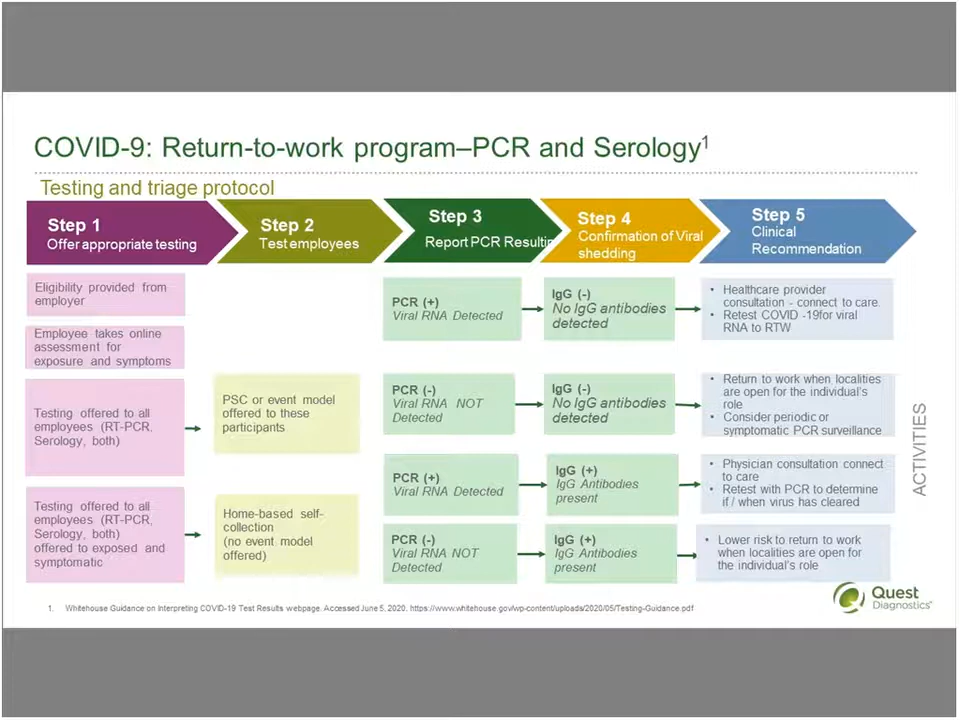 COVID-9: Return-to-work program–PCR and Serology1
Testing and triage protocol
Step 1
Offer appropriate testing
Step 2
Test employees
Step 3
Report PCR Resultin
Step 4
Confirmation of Viral
shedding
Step 5
Clinical
Recommendation
Eligibility provided from
employer
Employee takes online
assessment for
exposure and symptoms
Testing offered to all
employees (RT-PCR,
Serology, both)
Testing offered to all
employees (RT-PCR,
Serology, both)
offered to exposed and
symptomatic
PSC or event model
offered to these
participants
Home-based self-
collection
(no event model
offered)
PCR (+)
Viral RNA Detected
IgG (-)
No IgG antibodies
detected
• Healthcare provider
consultation - connect to care.
• Retest COVID -19for viral
RNA to RTW
PCR (-)
Viral RNA NOT
Detected
IgG (-)
No IgG antibodies
detected
• Return to work when localities
are open for the individual's
role
• Consider periodic or
symptomatic PCR surveillance
PCR (+)
Viral RNA Detected
IgG (+)
IgG Antibodies
present
• Physician consultation connect
to care
• Retest with PCR to determine
if / when virus has cleared
PCR (-)
Viral RNA NOT
Detected
IgG (+)
IgG Antibodies
present
• Lower risk to return to work
when localities are open for
the individual's role
ACTIVITIES
1. Whitehouse Guidance on Interpreting COVID-19 Test Results webpage. Accessed June 5, 2020. https://www.whitehouse.gov/wp-content/uploads/2020/05/Testing-Guidance.pdf
Quest
Diagnostics®